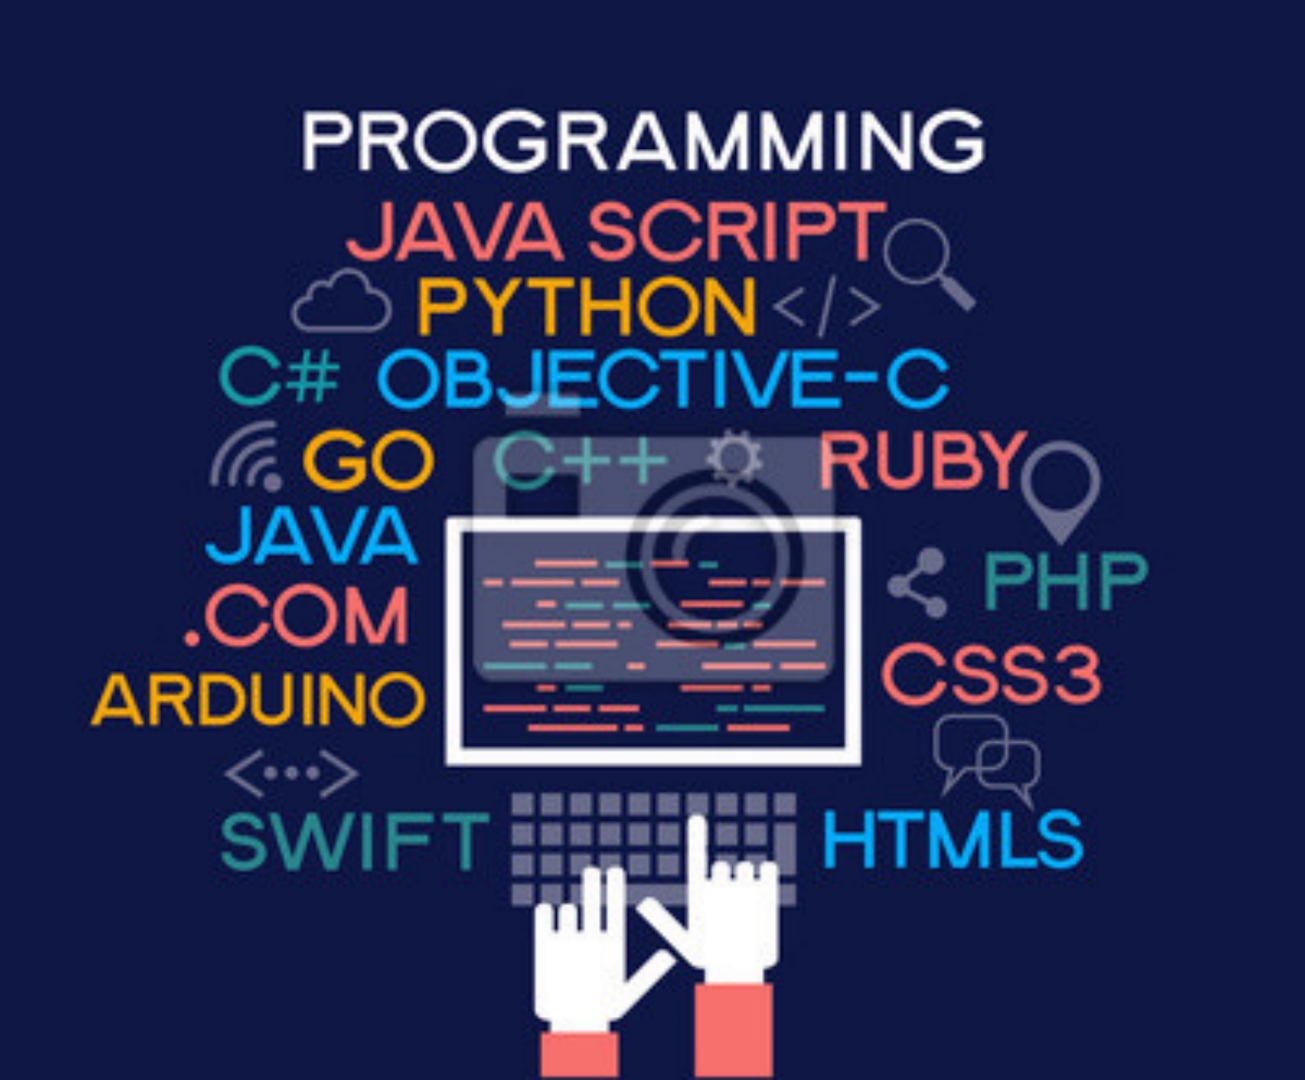 PROGRAMMING
JAVA SCRIPT
PYTHON </>
C# OBJECTIVE-C
GO C++ RUBY
JAVA
PHP
.COM
CSS3
ARDUINO
<...>
SWIFT HTMLS